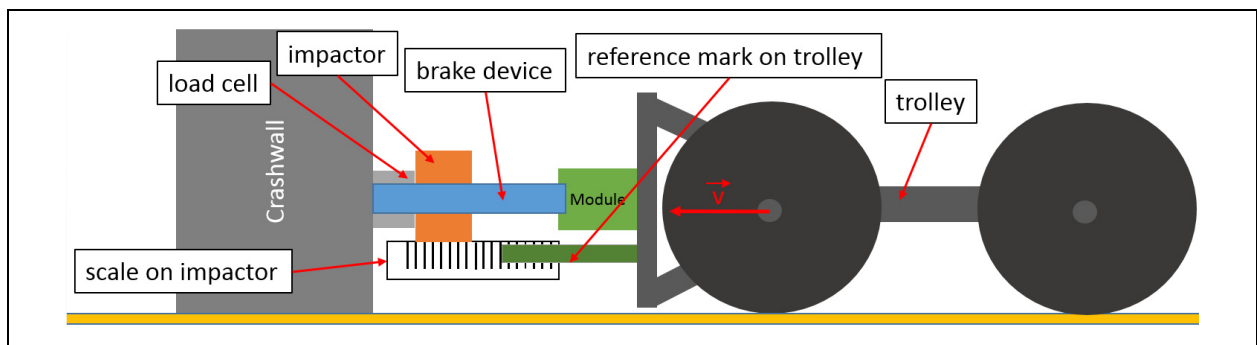 impactor
reference mark on trolley
brake device
load cell
trolley
Crashwall
Module
v
scale on impactor